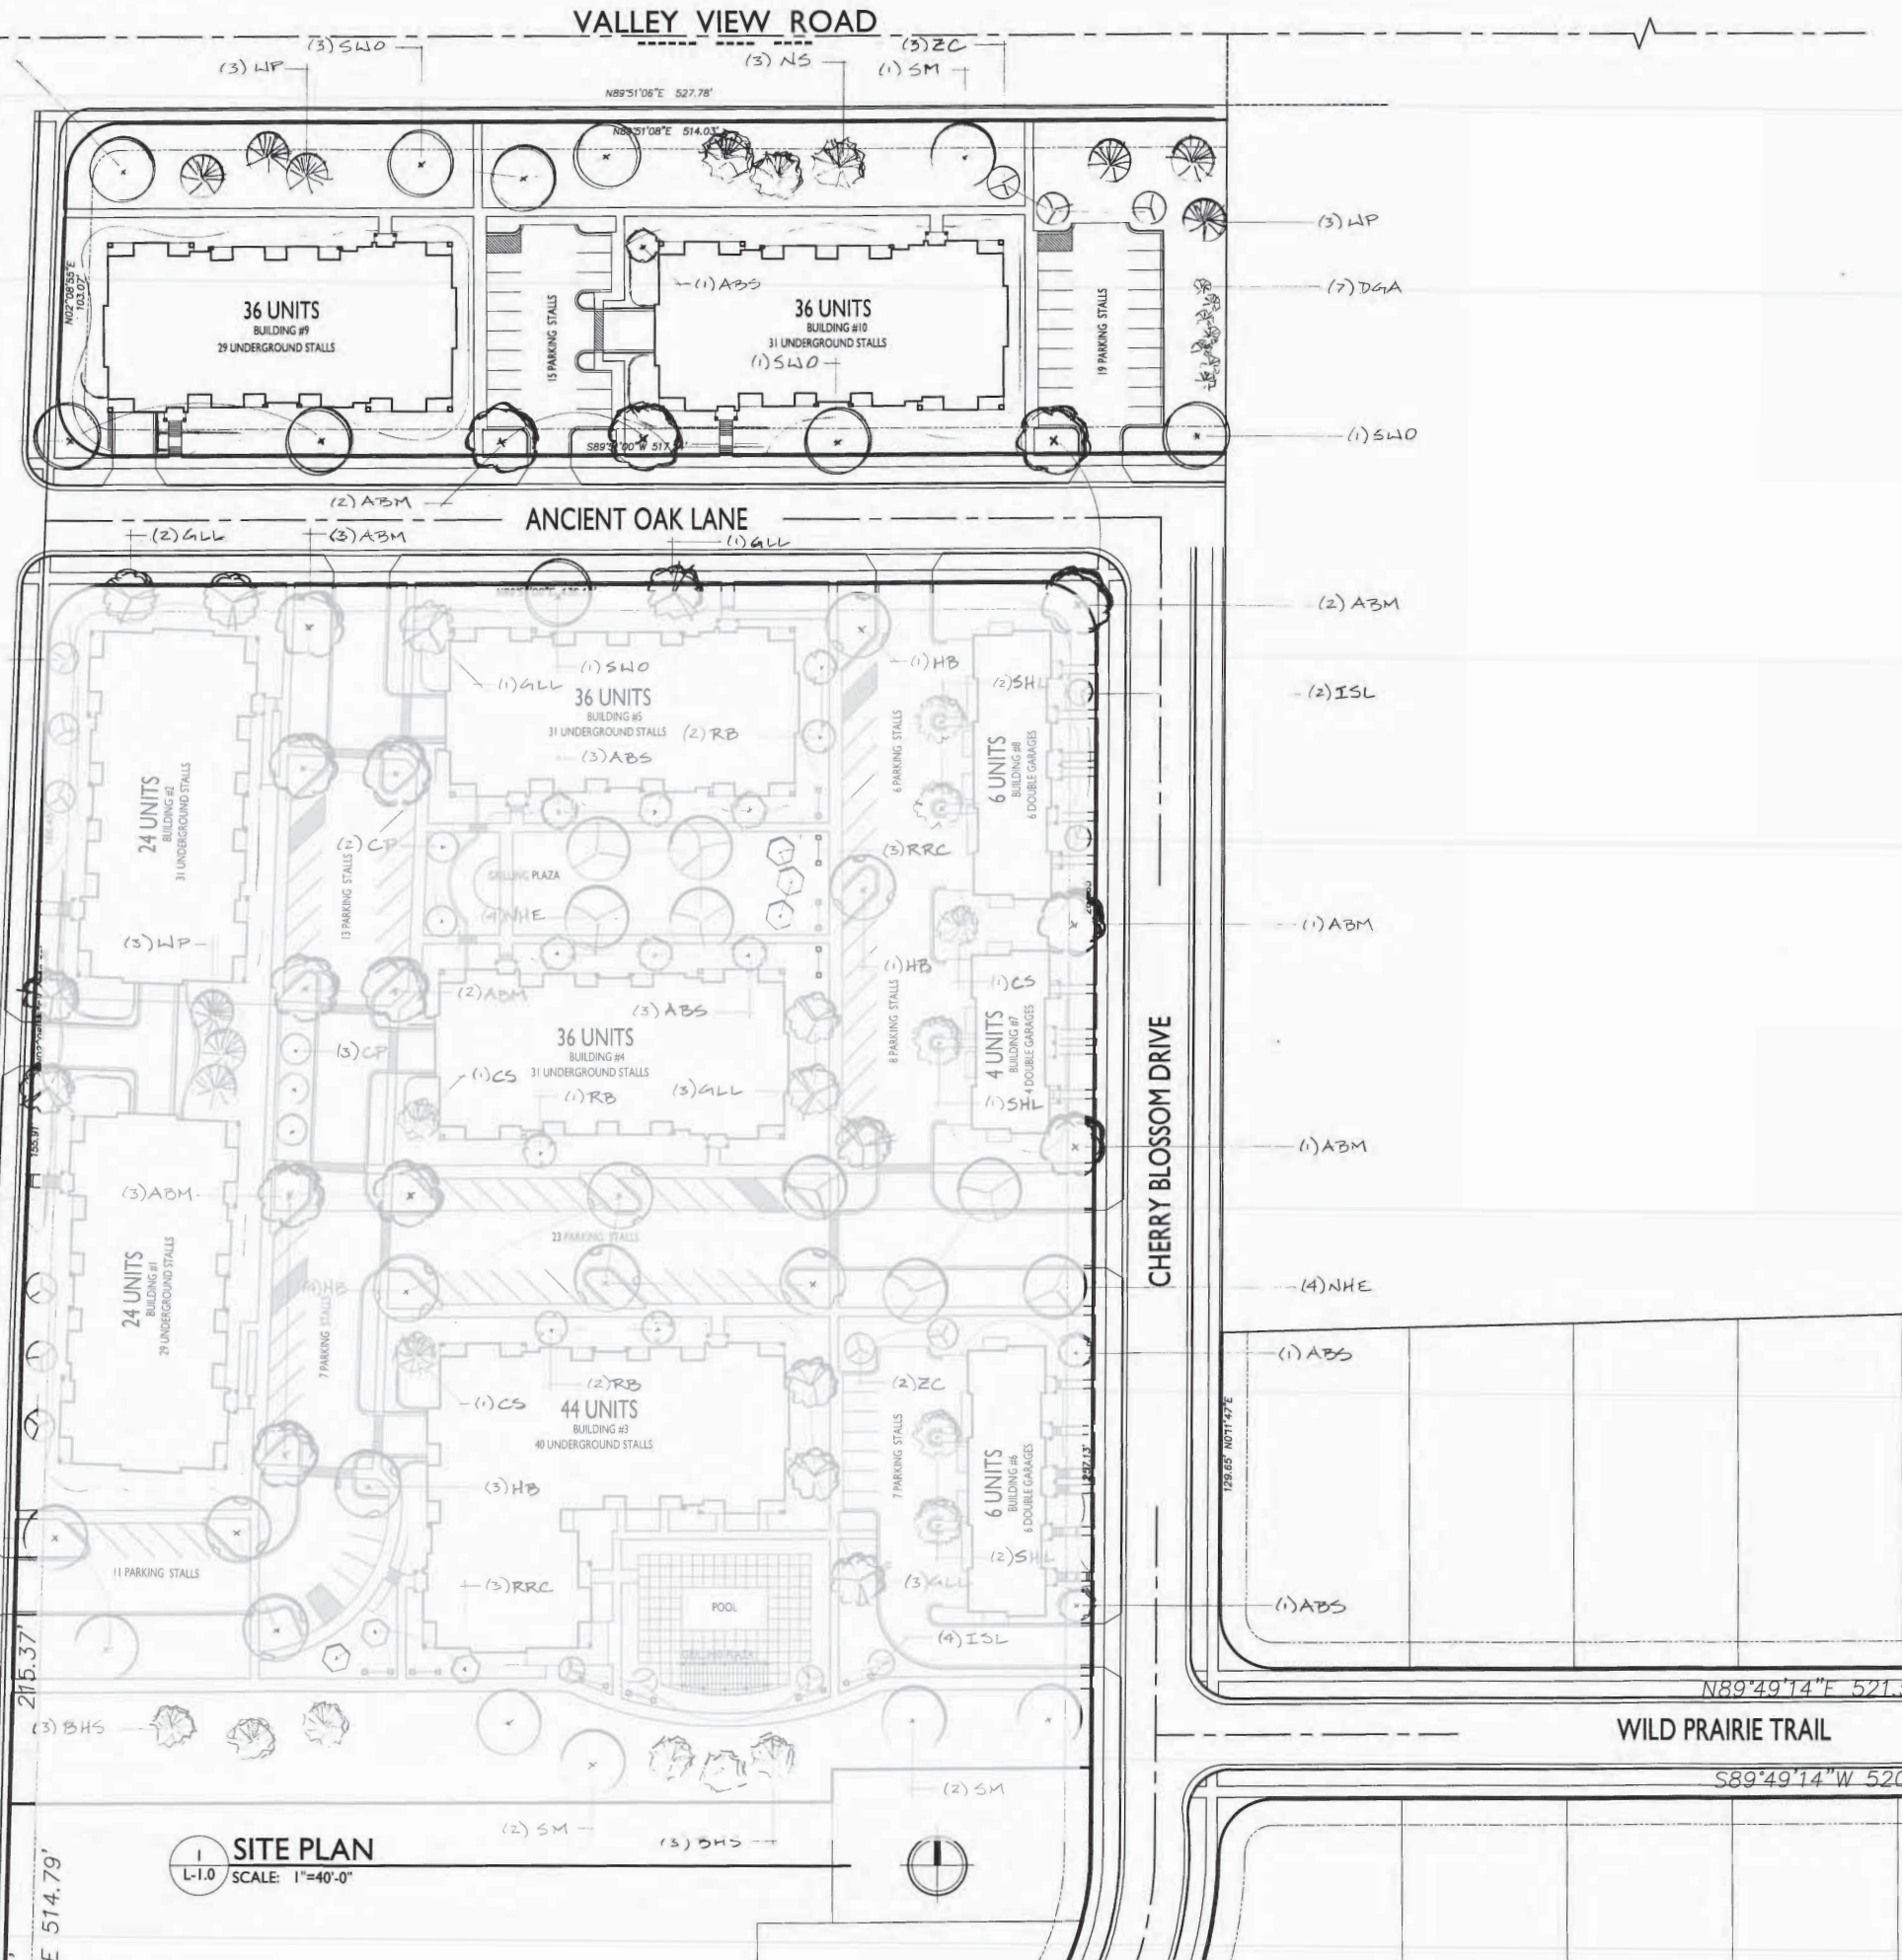 VALLEY VIEW ROAD
(3) SWO
(3) WP
(3) NS
(3) ZC
(1) SM
N89°51'06"E 527.78'
N89°51'08"E 514.03'
(3) WP
(7) DGA
N02°08'55"E
103.07'
36 UNITS
BUILDING #9
29 UNDERGROUND STALLS
15 PARKING STALLS
(1) ABS
36 UNITS
BUILDING #10
31 UNDERGROUND STALLS
(1) SWO
19 PARKING STALLS
(1) SWO
(2) ABM
ANCIENT OAK LANE
(2) GLL
(3) ABM
(1) GLL
(2) ABM
(1) SWO
(1) GLL
36 UNITS
BUILDING #5
31 UNDERGROUND STALLS
(2) RB
(3) ABS
(1) HB
(2) SHL
(2) ISL
6 PARKING STALLS
6 UNITS
BUILDING #8
6 DOUBLE GARAGES
24 UNITS
BUILDING #2
31 UNDERGROUND STALLS
13 PARKING STALLS
(2) CP
(3) RRC
GRILLING PLAZA
(4) NHE
(3) WP
(1) ABM
(1) HB
(1) CS
(2) ABM
(3) ABS
36 UNITS
BUILDING #4
31 UNDERGROUND STALLS
(3) CP
(1) CS
(1) RB
(3) GLL
8 PARKING STALLS
4 UNITS
BUILDING #7
4 DOUBLE GARAGES
(1) SHL
CHERRY BLOSSOM DRIVE
155.91'
(1) ABM
(3) ABM
23 PARKING STALLS
24 UNITS
BUILDING #1
29 UNDERGROUND STALLS
(4) HB
7 PARKING STALLS
(4) NHE
(1) ABS
(2) RB
(2) ZC
(1) CS
44 UNITS
BUILDING #3
40 UNDERGROUND STALLS
7 PARKING STALLS
6 UNITS
BUILDING #6
6 DOUBLE GARAGES
257.13'
129.65' N01°1'47"E
(3) HB
(2) SHL
11 PARKING STALLS
(3) RRC
(3) GLL
POOL
(1) ABS
(4) ISL
215.37'
N89°49'14"E 521.
(3) BHS
WILD PRAIRIE TRAIL
S89°49'14"W 520
(2) SM
(2) SM
(3) BHS
1
L-1.0
SITE PLAN
SCALE: 1"=40'-0"
E 514.79'